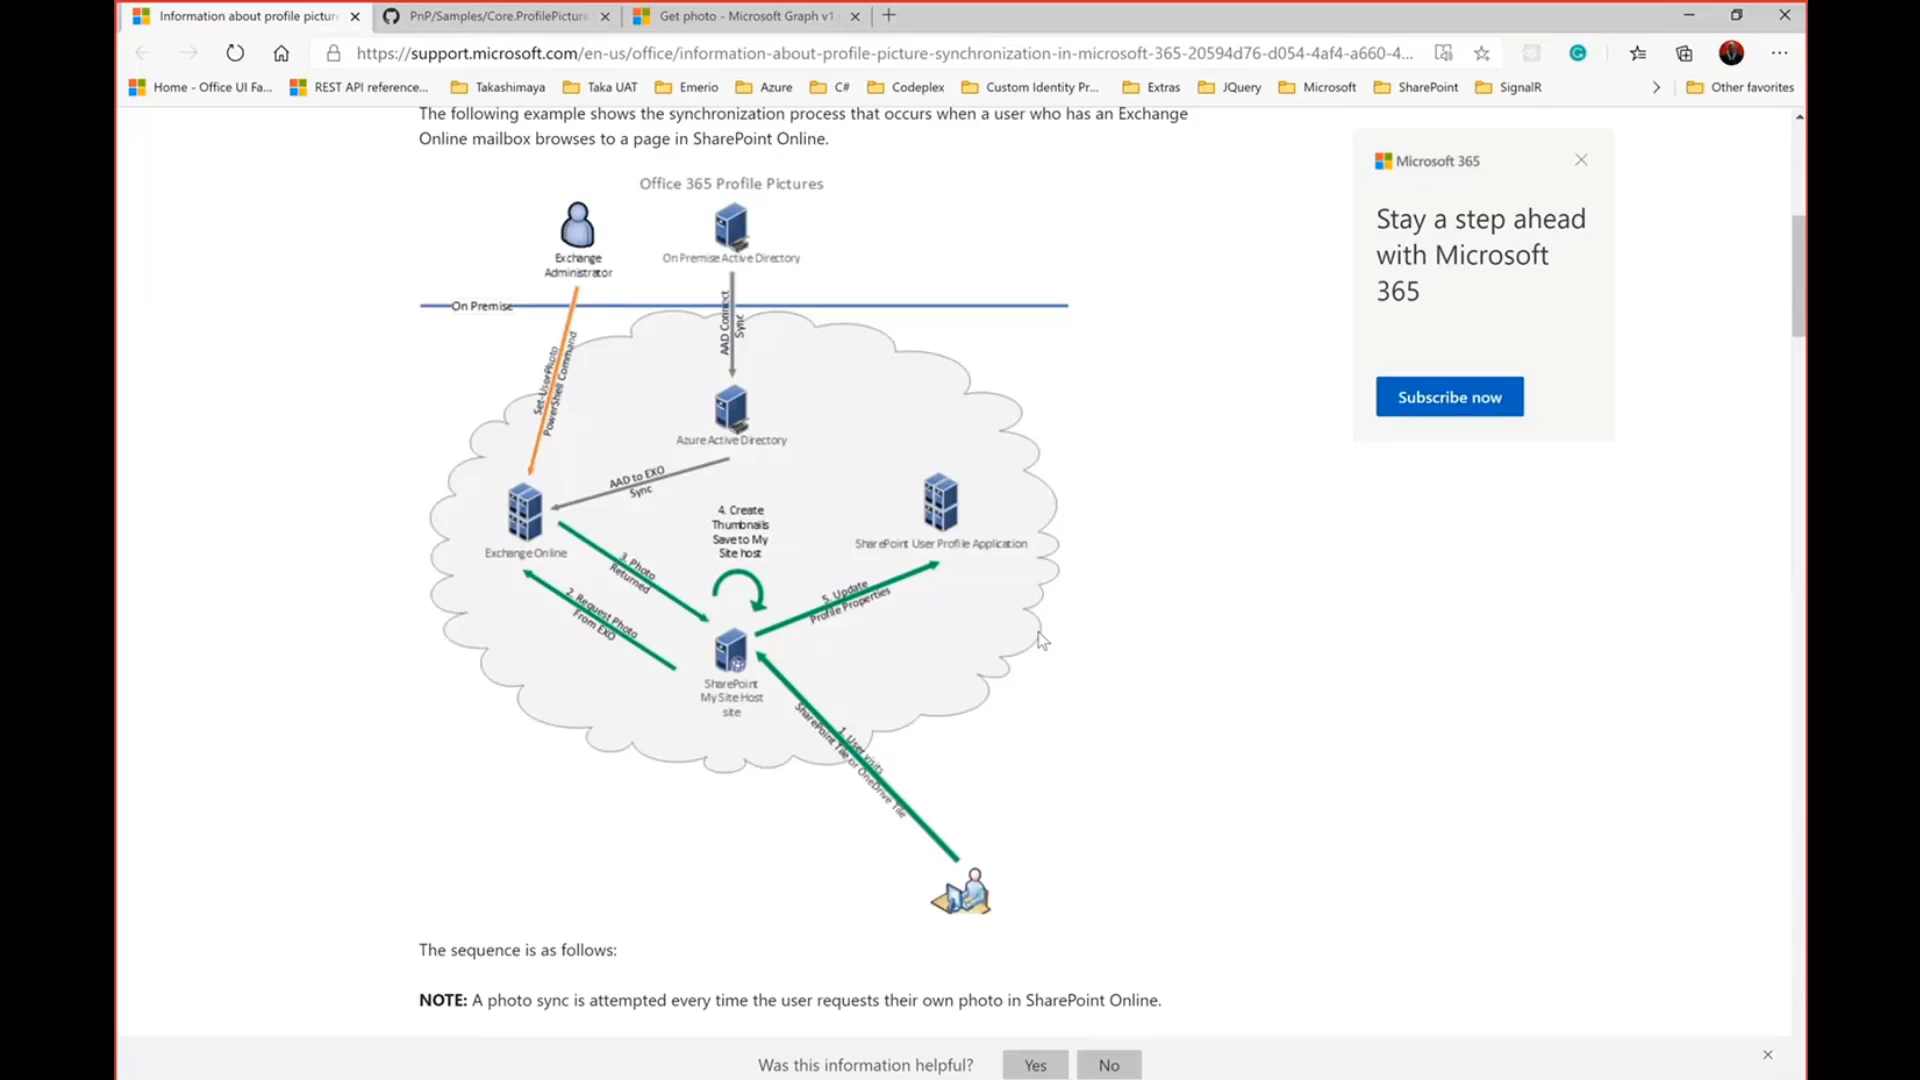 Information about profile pictur
PnP/Samples/Core.ProfilePicture
Get photo - Microsoft Graph v1.
https://support.microsoft.com/en-us/office/information-about-profile-picture-synchronization-in-microsoft-365-20594d76-d054-4af4-a660-4...
Home - Office UI Fa...
REST API reference...
Takashimaya
Taka UAT
Emerio
Azure
C#
Codeplex
Custom Identity Pr...
Extras
JQuery
Microsoft
SharePoint
SignalR
Other favorites
The following example shows the synchronization process that occurs when a user who has an Exchange
Online mailbox browses to a page in SharePoint Online.
Office 365 Profile Pictures
Exchange
Administrator
On Premise Active Directory
On Premise
AAD Connect
Sync
Set-UserPhoto
PowerShell Command
Azure Active Directory
AAD to EXO
Sync
Exchange Online
4. Create
Thumbnails
Save to My
Site host
SharePoint User Profile Application
3. Photo
Returned
2. Request Photo
From EXO
5. Update
Profile Properties
SharePoint
My Site Host
site
1. User visits
SharePoint Tile or OneDrive Tile
The sequence is as follows:
NOTE: A photo sync is attempted every time the user requests their own photo in SharePoint Online.
Microsoft 365
Stay a step ahead
with Microsoft
365
Subscribe now
Was this information helpful?
Yes
No